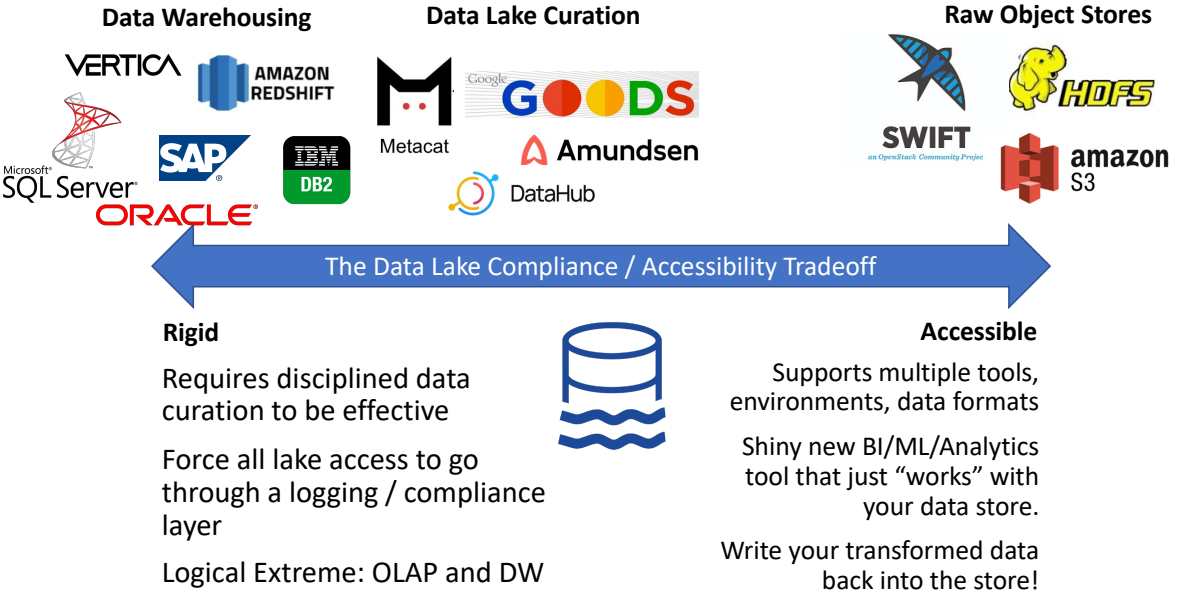 Data Warehousing
Data Lake Curation
Raw Object Stores
VERTICA
AMAZON
REDSHIFT
Microsoft®
SQL Server®
SAP®
IBM
DB2
ORACLE®
Metacat
Google
GOODS
Amundsen
DataHub
SWIFT
an OpenStack Community Projec
HDFS
amazon
S3
The Data Lake Compliance / Accessibility Tradeoff
Rigid
Requires disciplined data
curation to be effective
Force all lake access to go
through a logging / compliance
layer
Logical Extreme: OLAP and DW
Accessible
Supports multiple tools,
environments, data formats
Shiny new BI/ML/Analytics
tool that just “works” with
your data store.
Write your transformed data
back into the store!